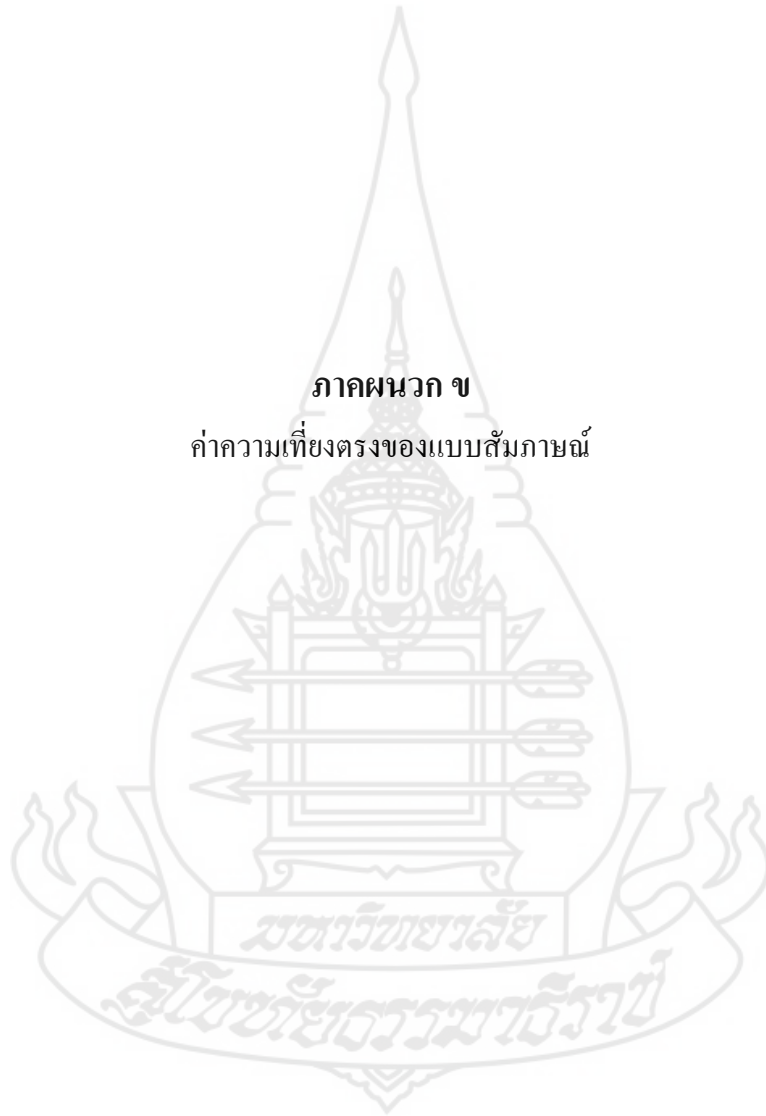 ภาคผนวก ข
ค่าความเที่ยงตรงของแบบสัมภาษณ์
มหาวิทยาลัย
สุโขทัยธรรมาธิราช